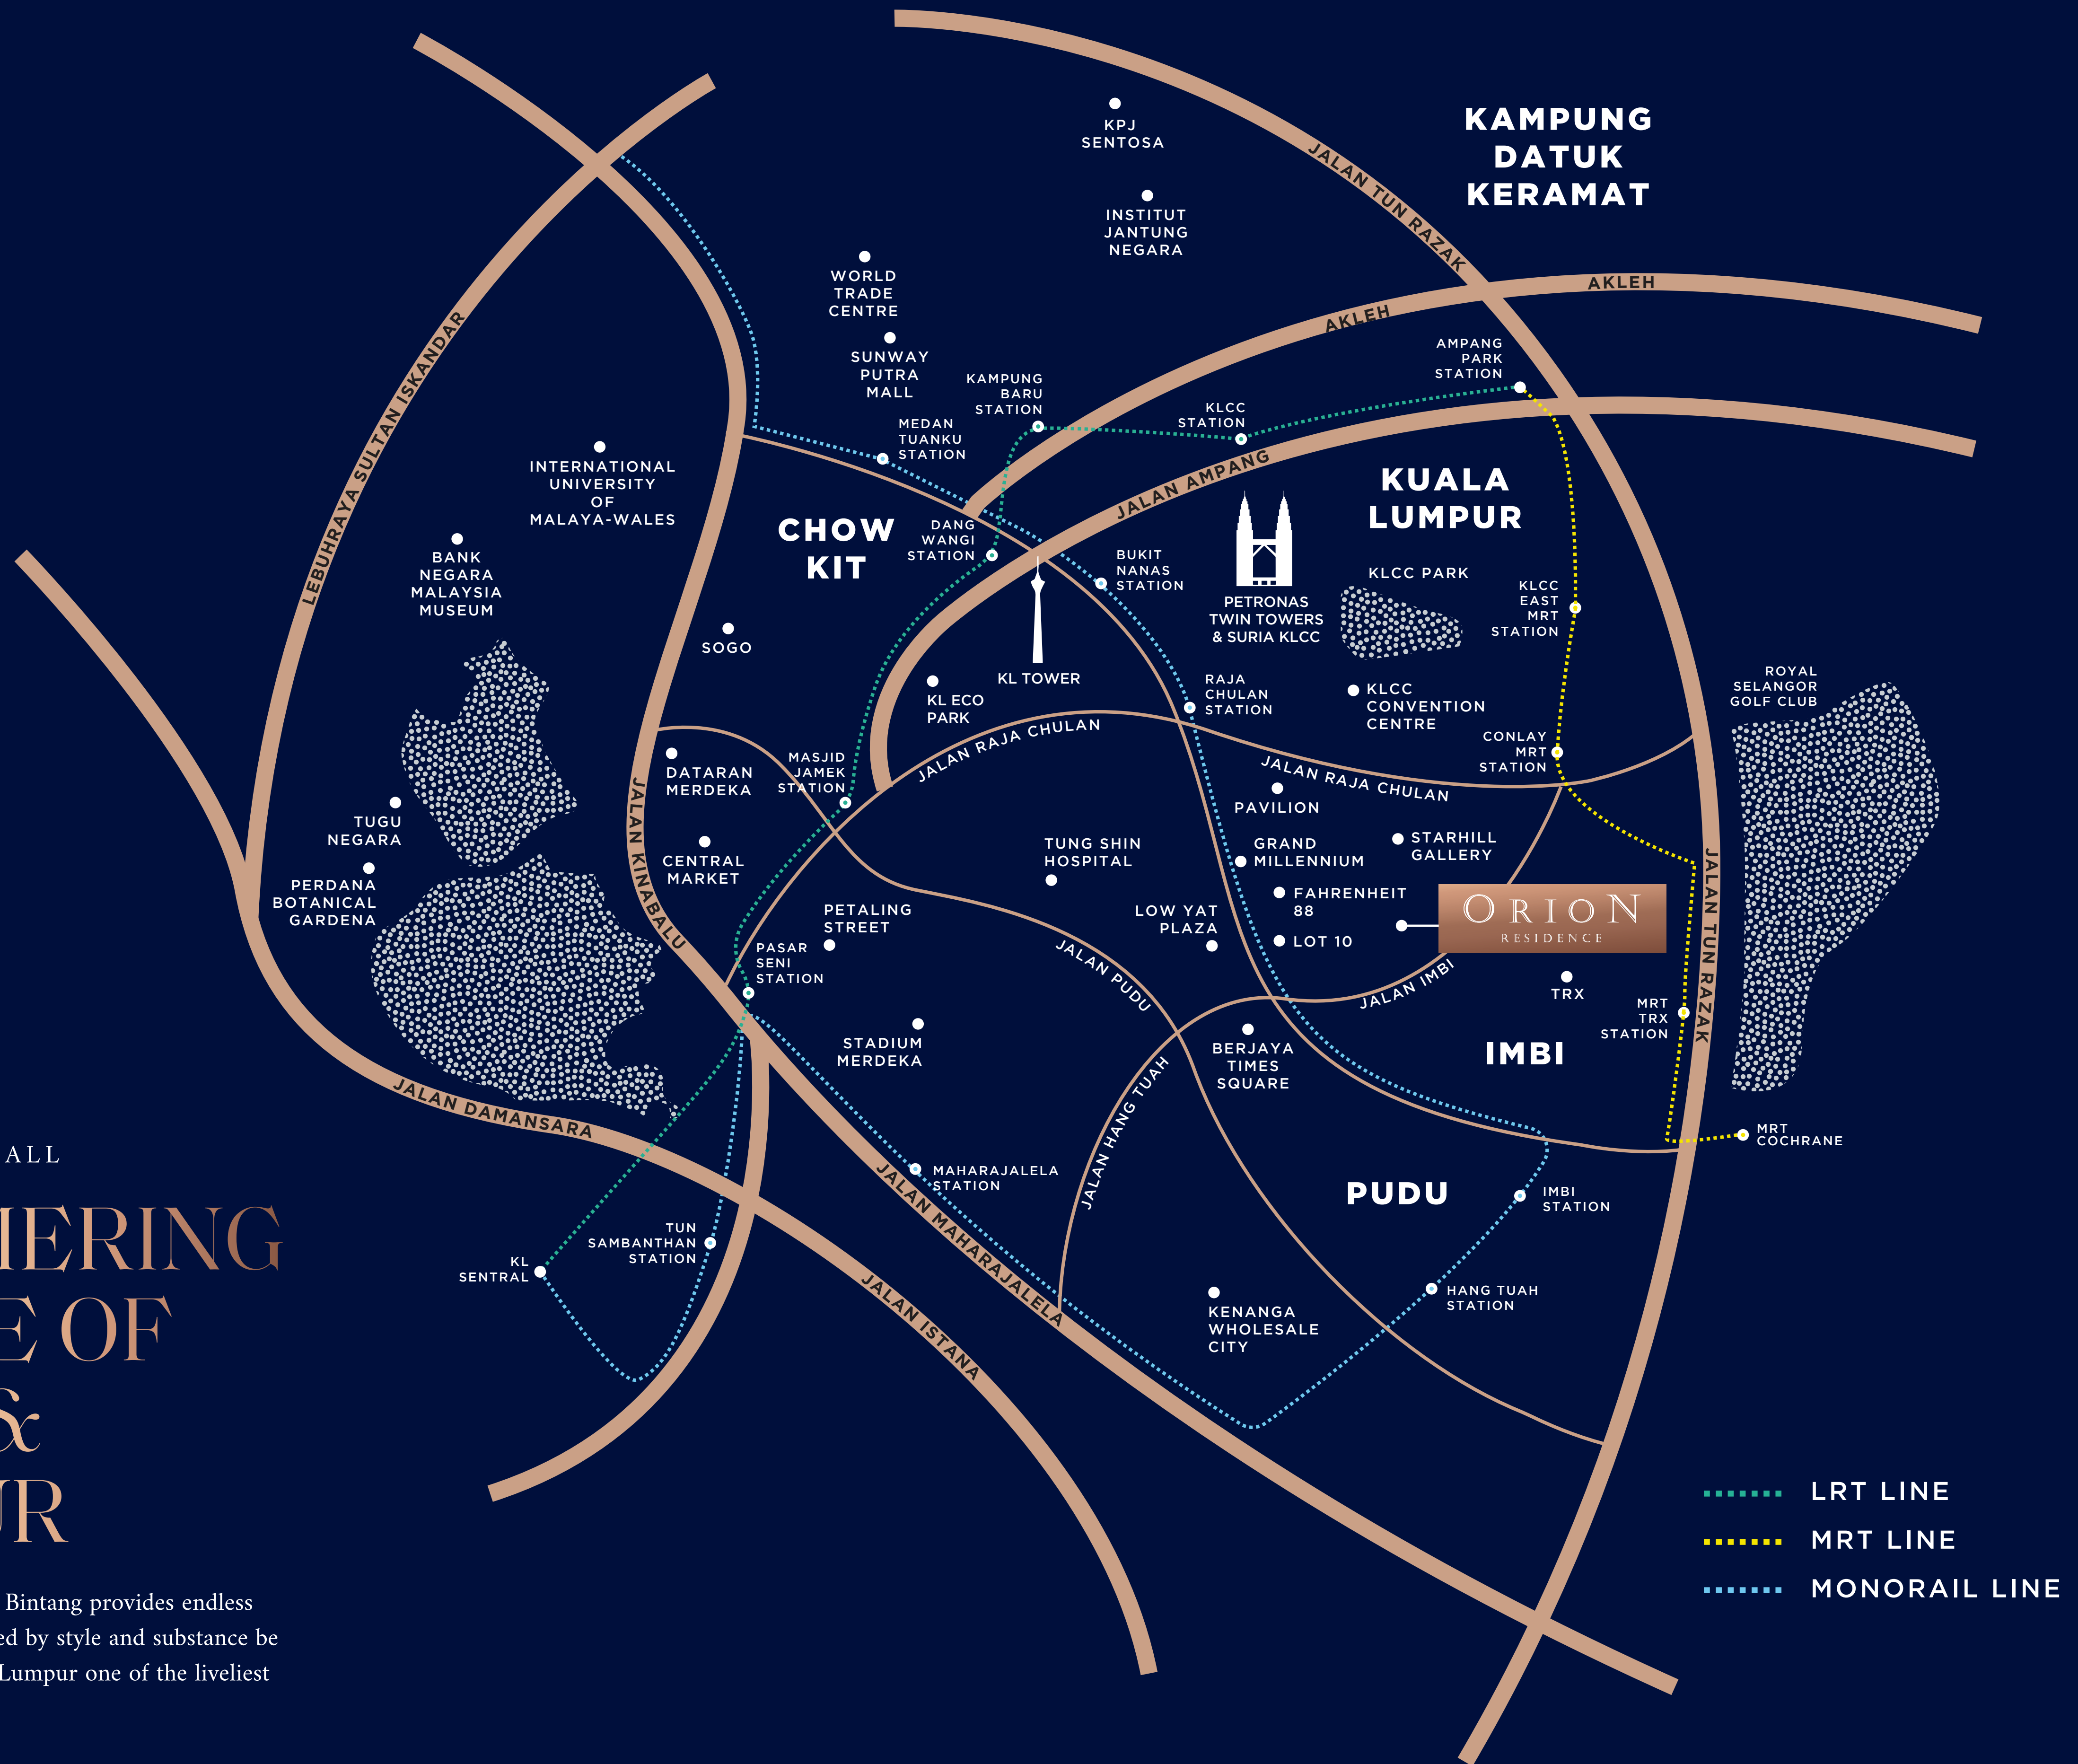 KPJ
SENTOSA
KAMPUNG
DATUK
KERAMAT
JALAN TUN RAZAK
INSTITUT
JANTUNG
NEGARA
WORLD
TRADE
CENTRE
AKLEH
AKLEH
SUNWAY
PUTRA
MALL
AMPANG
PARK
STATION
KAMPUNG
BARU
STATION
KLCC
STATION
MEDAN
TUANKU
STATION
LEBUHRAYA SULTAN ISKANDAR
INTERNATIONAL
UNIVERSITY
OF
MALAYA-WALES
JALAN AMPANG
KUALA
LUMPUR
CHOW
KIT
DANG
WANGI
STATION
BUKIT
NANAS
STATION
BANK
NEGARA
MALAYSIA
MUSEUM
PETRONAS
TWIN TOWERS
& SURIA KLCC
KLCC PARK
KLCC
EAST
MRT
STATION
SOGO
KL TOWER
KL ECO
PARK
RAJA
CHULAN
STATION
KLCC
CONVENTION
CENTRE
ROYAL
SELANGOR
GOLF CLUB
JALAN RAJA CHULAN
JALAN RAJA CHULAN
CONLAY
MRT
STATION
DATARAN
MERDEKA
MASJID
JAMEK
STATION
PAVILION
TUGU
NEGARA
JALAN KINABALU
CENTRAL
MARKET
TUNG SHIN
HOSPITAL
GRAND
MILLENNIUM
STARHILL
GALLERY
PERDANA
BOTANICAL
GARDENA
FAHRENHEIT
88
ORION
RESIDENCE
JALAN TUN RAZAK
PETALING
STREET
LOW YAT
PLAZA
LOT 10
PASAR
SENI
STATION
JALAN PUDU
JALAN IMBI
TRX
MRT
TRX
STATION
STADIUM
MERDEKA
BERJAYA
TIMES
SQUARE
IMBI
JALAN DAMANSARA
JALAN HANG TUAH
MRT
COCHRANE
MAHARAJALELA
STATION
PUDU
IMBI
STATION
TUN
SAMBANTHAN
STATION
KL
SENTRAL
JALAN MAHARAJALELA
JALAN ISTANA
HANG TUAH
STATION
KENANGA
WHOLESALE
CITY
LRT LINE
MRT LINE
MONORAIL LINE
ALL
OF
&
Bintang provides endless
by style and substance be
Lumpur one of the liveliest